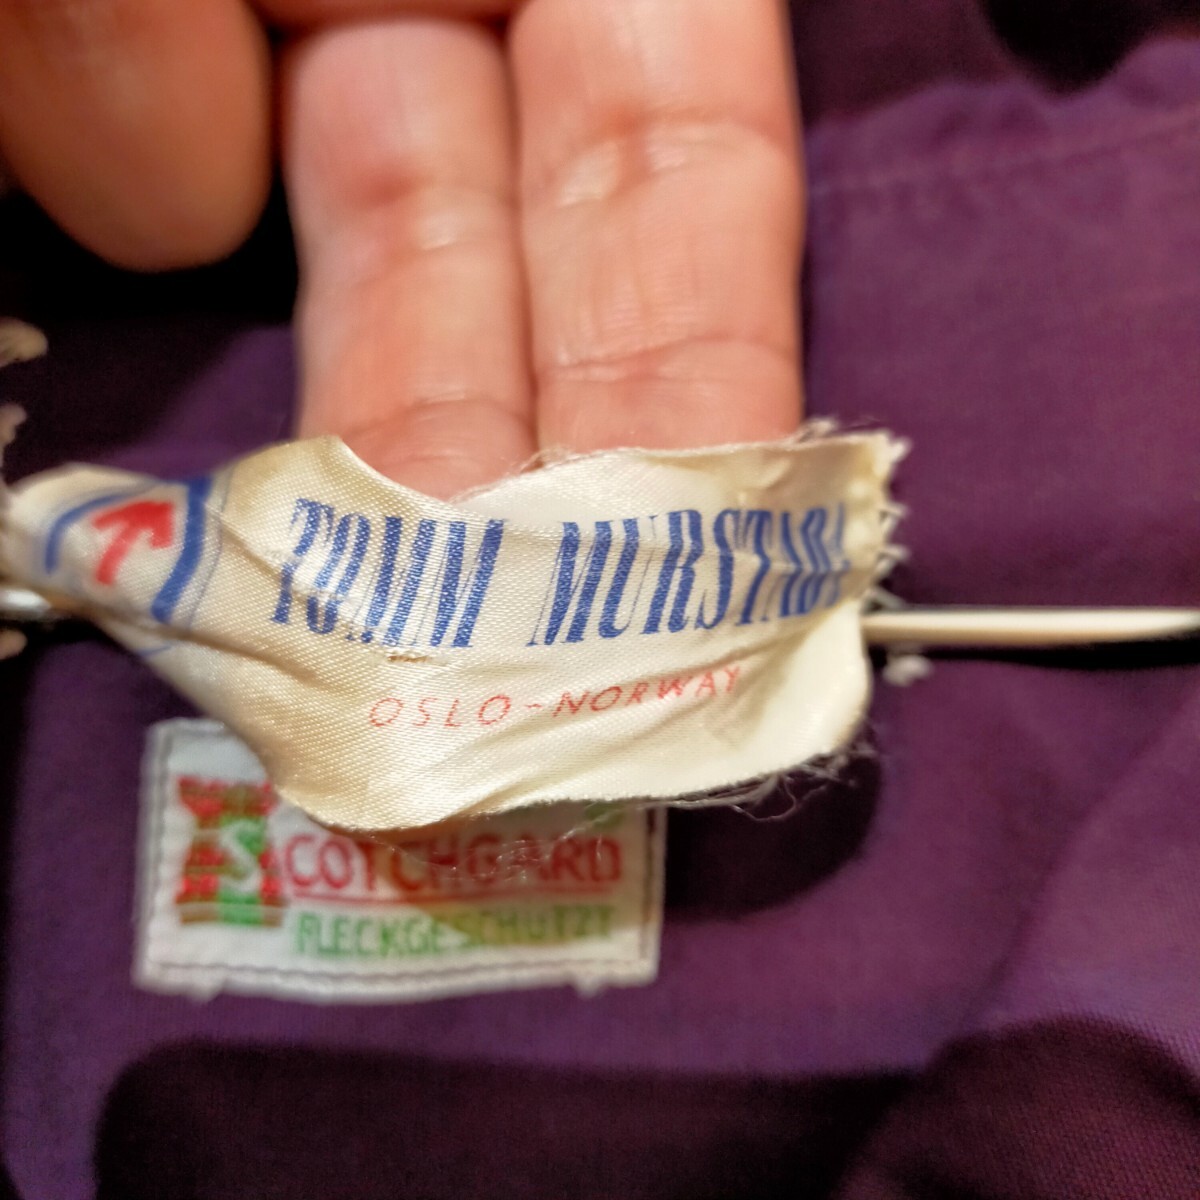 TOMM MURSTAD
OSLO-NORWAY
SCOTCHGARD
FLECKGESCHÜTZT